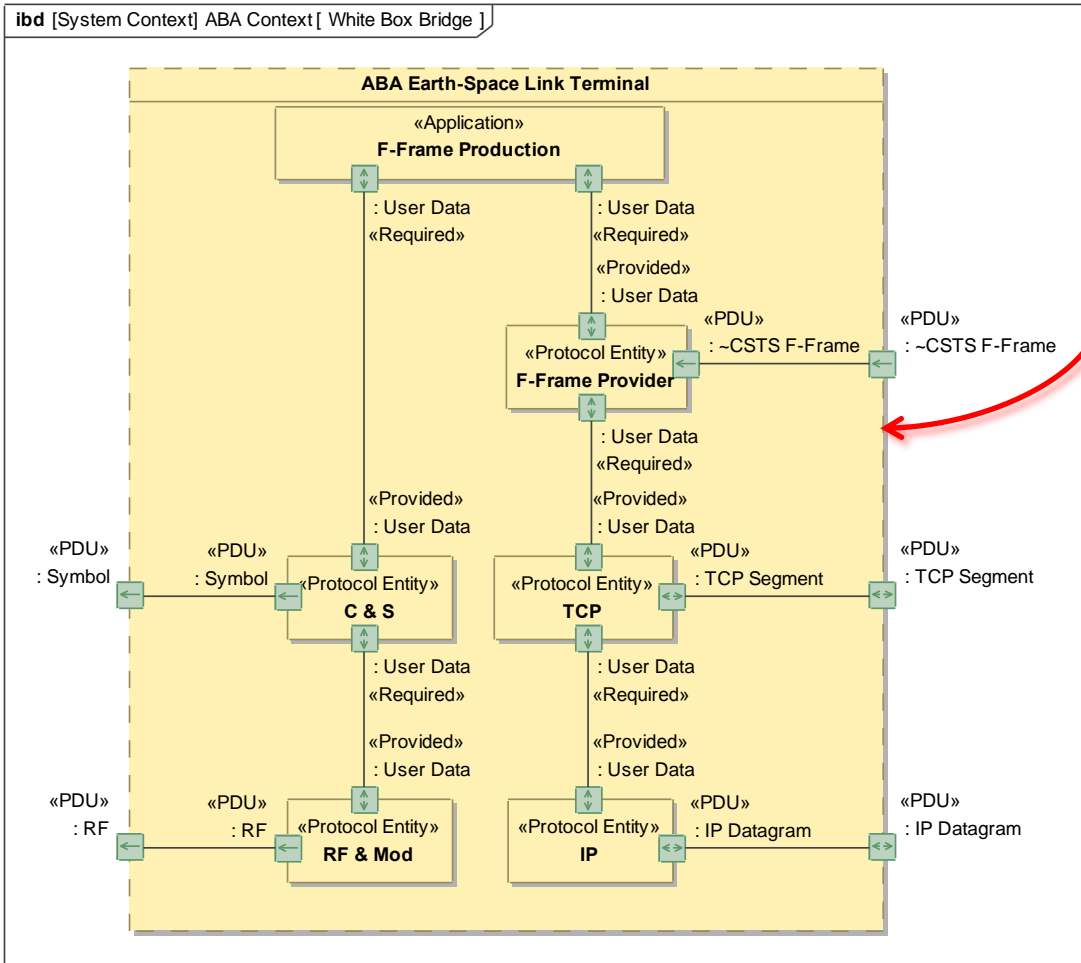 ibd [System Context] ABA Context [ White Box Bridge ]
ABA Earth-Space Link Terminal
«Application»
F-Frame Production
: User Data
«Required»
: User Data
«Required»
«Provided»
: User Data
«Protocol Entity»
F-Frame Provider
«PDU»
: ~CSTS F-Frame
«PDU»
: ~CSTS F-Frame
: User Data
«Required»
«Provided»
: User Data
«Provided»
: User Data
«PDU»
: Symbol
«PDU»
: Symbol
«Protocol Entity»
C & S
«Protocol Entity»
TCP
«PDU»
: TCP Segment
«PDU»
: TCP Segment
: User Data
«Required»
: User Data
«Required»
«Provided»
: User Data
«Provided»
: User Data
«PDU»
: RF
«PDU»
: RF
«Protocol Entity»
RF & Mod
«Protocol Entity»
IP
«PDU»
: IP Datagram
«PDU»
: IP Datagram